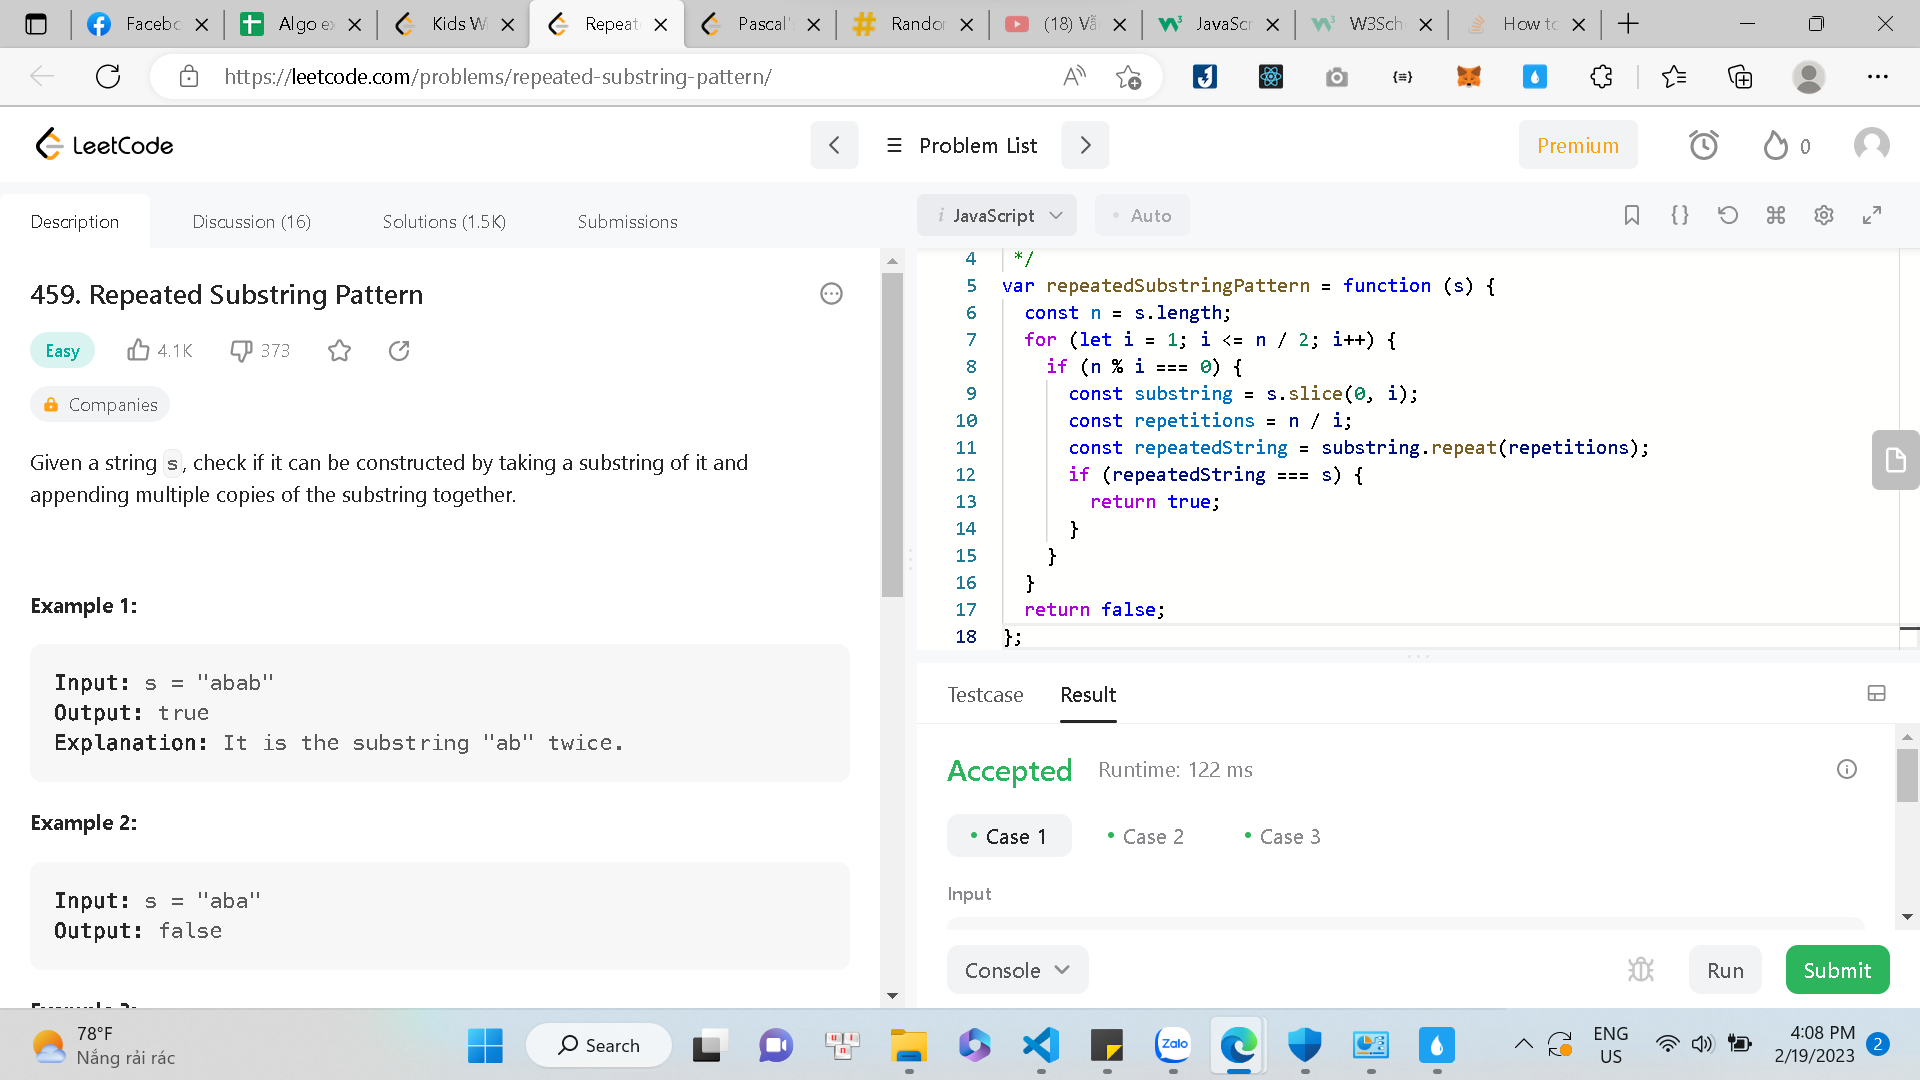 Faceb
Algo e
Kids W
Repeat
Pascal'
Rando
(18) Vă
JavaScr
W3Sch
How to
https://leetcode.com/problems/repeated-substring-pattern/
LeetCode
Problem List
Premium
0
Description
Discussion (16)
Solutions (1.5K)
Submissions
i JavaScript
• Auto
459. Repeated Substring Pattern
Easy
4.1K
373
Companies
Given a string s, check if it can be constructed by taking a substring of it and
appending multiple copies of the substring together.
Example 1:
Input: s = "abab"
Output: true
Explanation: It is the substring "ab" twice.
Example 2:
Input: s = "aba"
Output: false
4 */
5 var repeatedSubstringPattern = function (s) {
6 const n = s.length;
7 for (let i = 1; i <= n / 2; i++) {
8 if (n % i === 0) {
9 const substring = s.slice(0, i);
10 const repetitions = n / i;
11 const repeatedString = substring.repeat(repetitions);
12 if (repeatedString === s) {
13 return true;
14 }
15 }
16 }
17 return false;
18 };
Testcase
Result
Accepted
Runtime: 122 ms
• Case 1
• Case 2
• Case 3
Input
Console
Run
Submit
78°F
Nắng rải rác
Search
Zalo
ENG
US
4:08 PM
2/19/2023
2